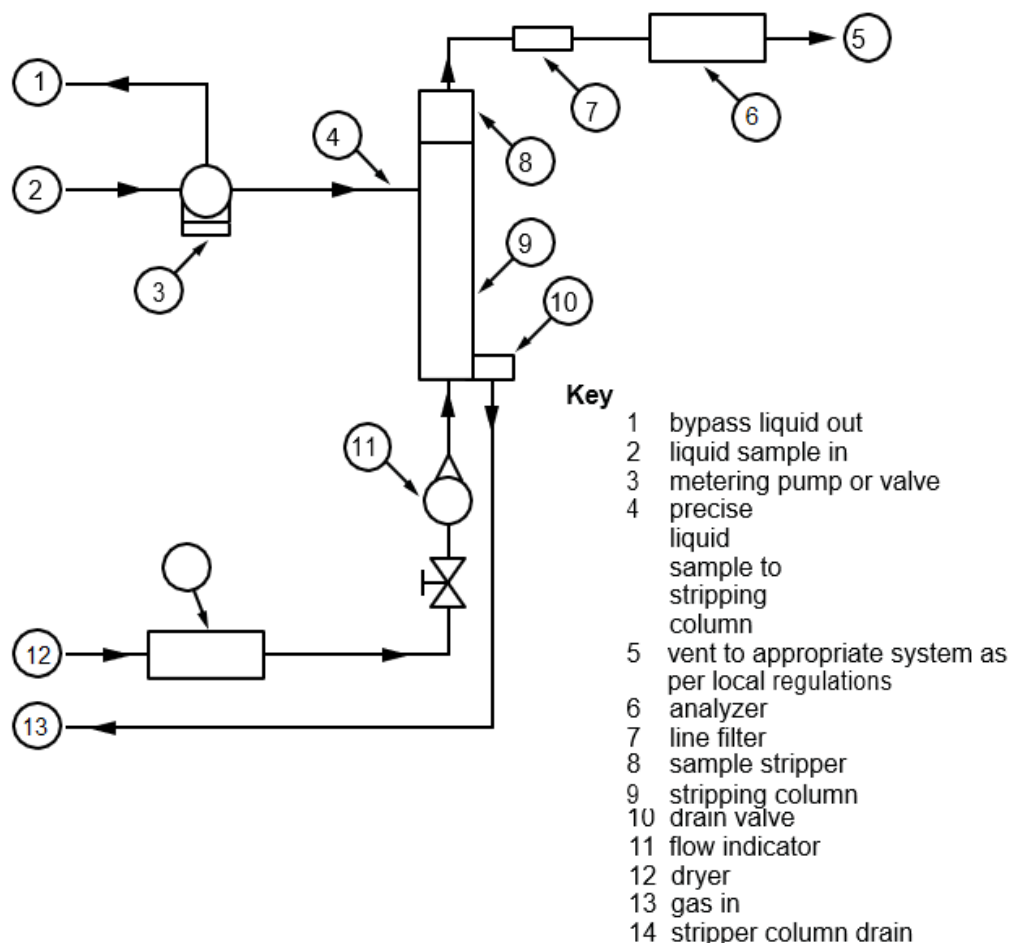 5
1
7
6
4
8
2
9
3
10
Key
1 bypass liquid out
2 liquid sample in
11
3 metering pump or valve
4 precise
liquid
sample to
stripping
column
12
5 vent to appropriate system as
per local regulations
6 analyzer
13
7 line filter
8 sample stripper
9 stripping column
10 drain valve
11 flow indicator
12 dryer
13 gas in
14 stripper column drain